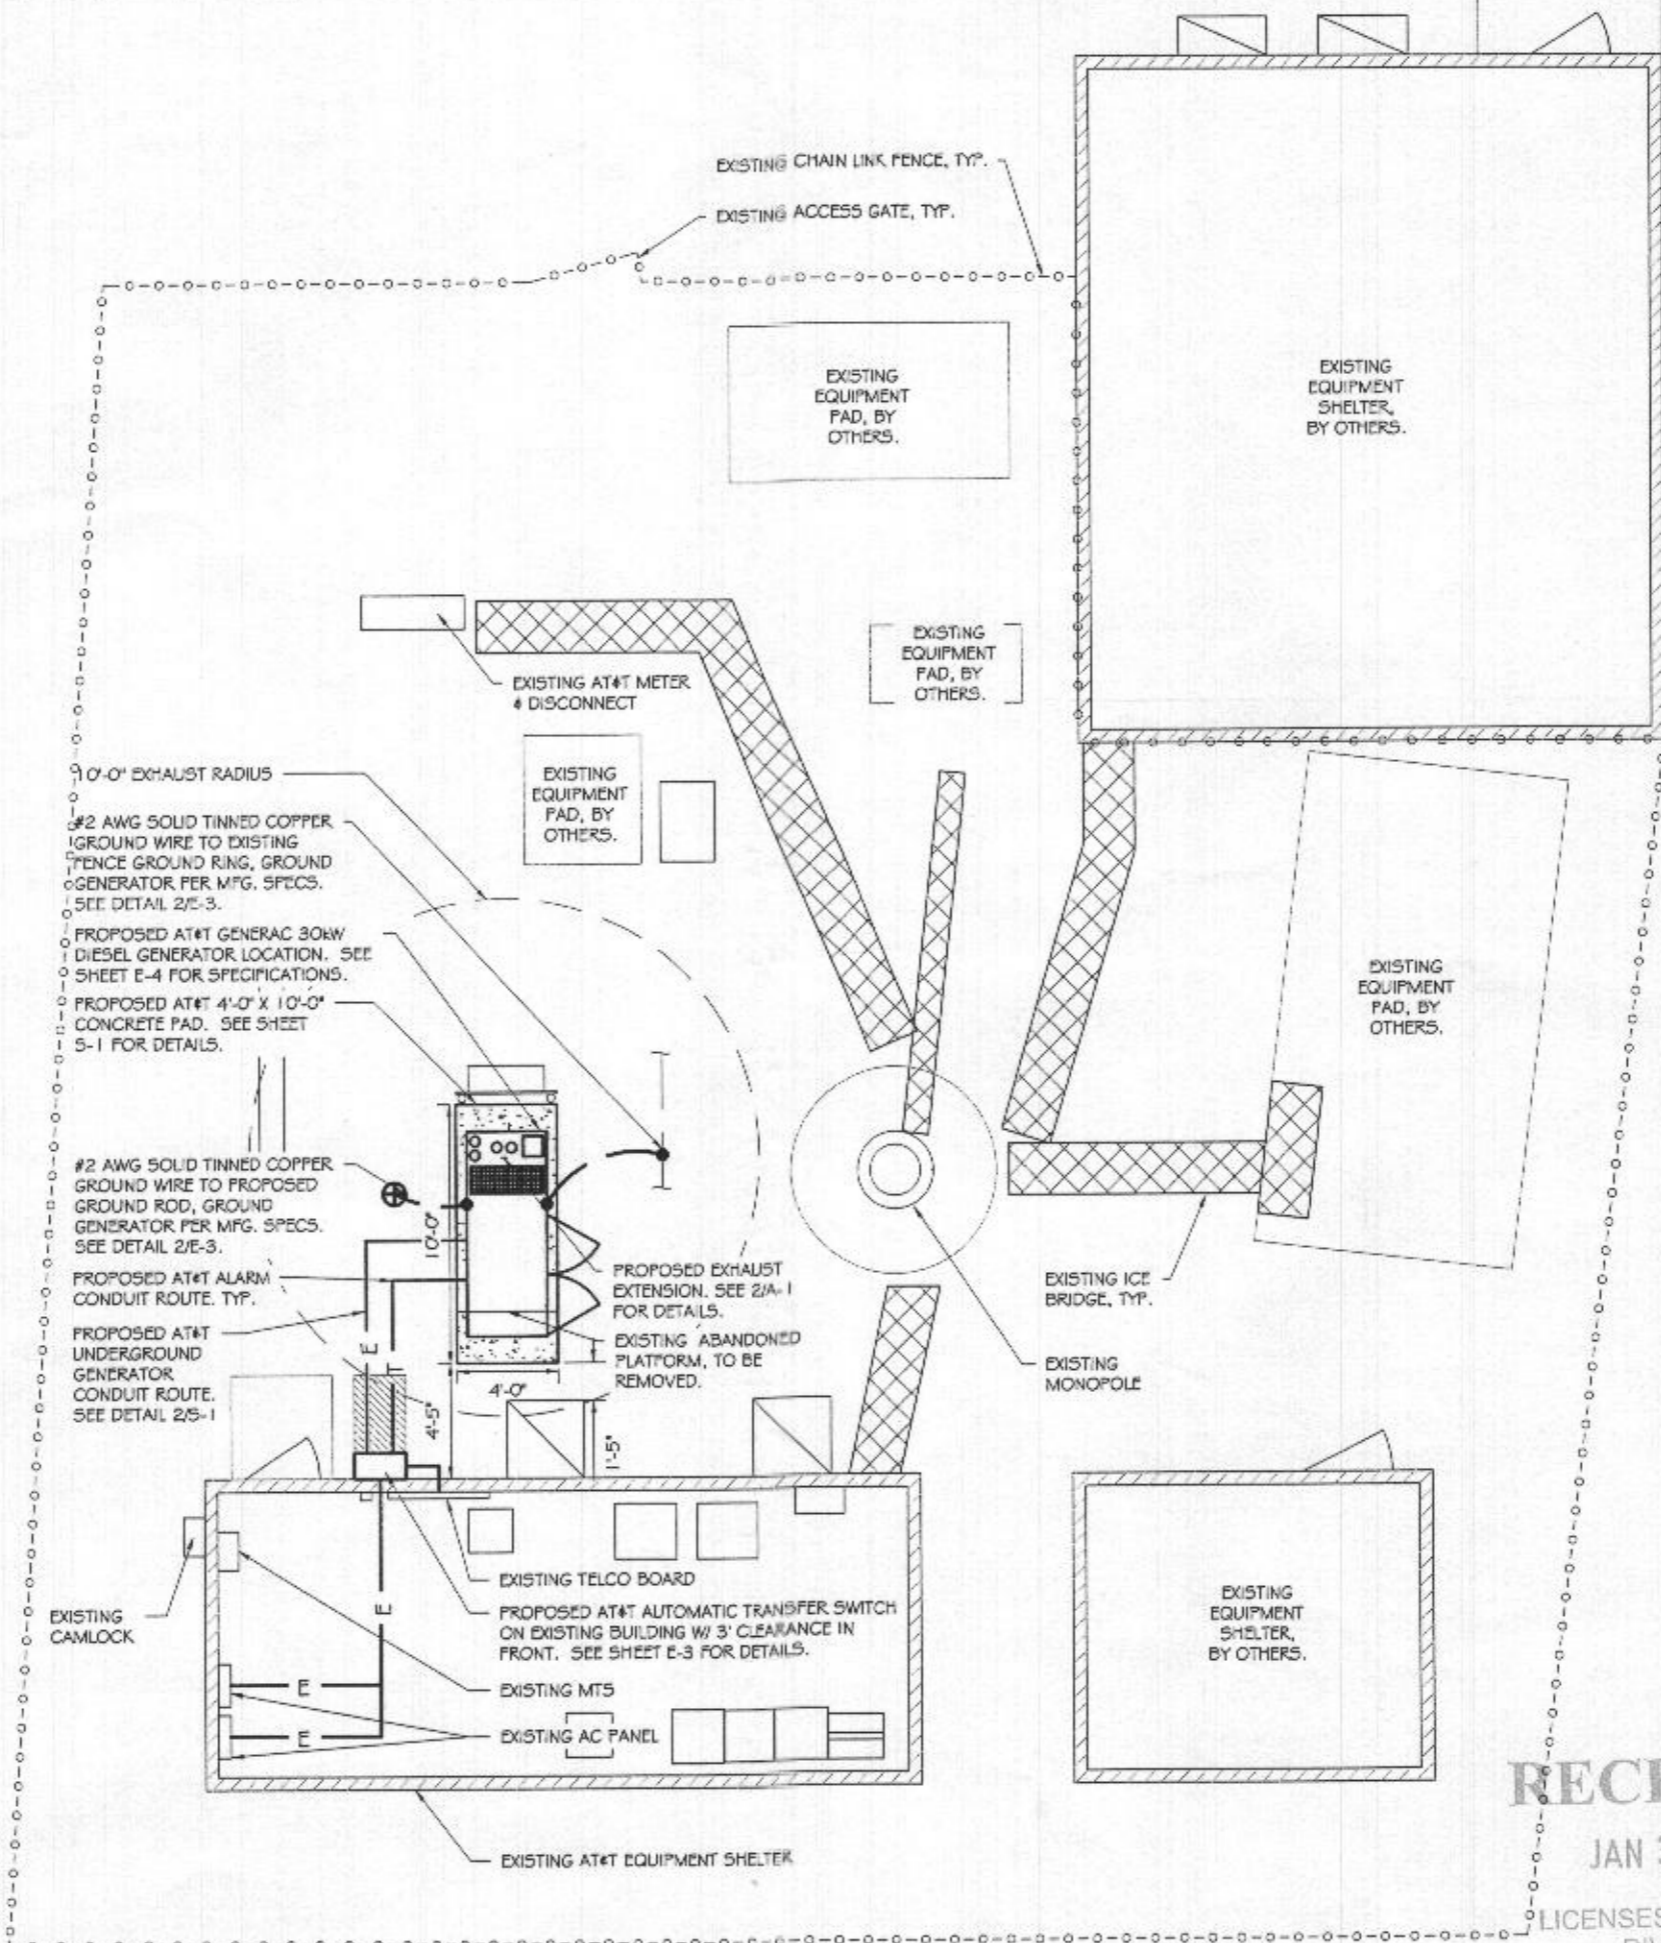 EXISTING CHAIN LINK FENCE, TYP.
EXISTING ACCESS GATE, TYP.
EXISTING
EQUIPMENT
PAD, BY
OTHERS.
EXISTING
EQUIPMENT
SHELTER,
BY OTHERS.
EXISTING
EQUIPMENT
PAD, BY
OTHERS.
EXISTING AT&T METER
& DISCONNECT
EXISTING
EQUIPMENT
PAD, BY
OTHERS.
10'-0" EXHAUST RADIUS
#2 AWG SOLID TINNED COPPER
GROUND WIRE TO EXISTING
FENCE GROUND RING, GROUND
GENERATOR PER MFG. SPECS.
SEE DETAIL 2/E-3.
PROPOSED AT&T GENERAC 30kW
DIESEL GENERATOR LOCATION. SEE
SHEET E-4 FOR SPECIFICATIONS.
PROPOSED AT&T 4'-0" X 10'-0"
CONCRETE PAD. SEE SHEET
S-1 FOR DETAILS.
EXISTING
EQUIPMENT
PAD, BY
OTHERS.
#2 AWG SOLID TINNED COPPER
GROUND WIRE TO PROPOSED
GROUND ROD, GROUND
GENERATOR PER MFG. SPECS.
SEE DETAIL 2/E-3.
10'-0"
PROPOSED AT&T ALARM
CONDUIT ROUTE. TYP.
PROPOSED EXHAUST
EXTENSION. SEE 2/A-1
FOR DETAILS.
EXISTING ICE
BRIDGE, TYP.
PROPOSED AT&T
UNDERGROUND
GENERATOR
CONDUIT ROUTE.
SEE DETAIL 2/S-1
E
T
EXISTING ABANDONED
PLATFORM, TO BE
REMOVED.
EXISTING
MONOPOLE
4'-0"
4'-5"
1'-5"
EXISTING TELCO BOARD
EXISTING
CAMLOCK
E
PROPOSED AT&T AUTOMATIC TRANSFER SWITCH
ON EXISTING BUILDING W/ 3' CLEARANCE IN
FRONT. SEE SHEET E-3 FOR DETAILS.
EXISTING
EQUIPMENT
SHELTER,
BY OTHERS.
E
EXISTING MTS
E
EXISTING AC PANEL
EXISTING AT&T EQUIPMENT SHELTER
JAN
LICENSES